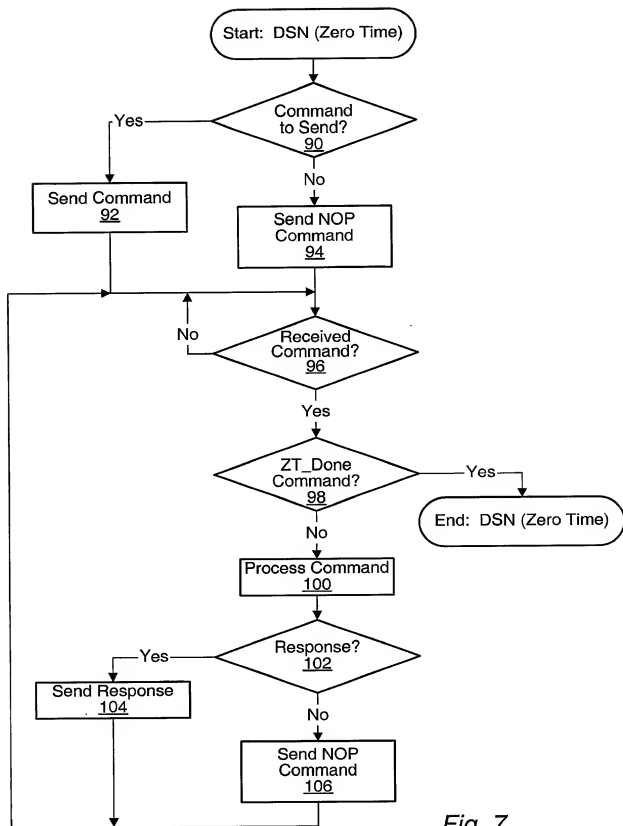 Start: DSN (Zero Time)
Command
to Send?
90
Yes
No
Send Command
92
Send NOP
Command
94
No
Received
Command?
96
Yes
ZT_Done
Command?
98
Yes
End: DSN (Zero Time)
No
Process Command
100
Response?
102
Yes
Send Response
104
No
Send NOP
Command
106
Fig. 7